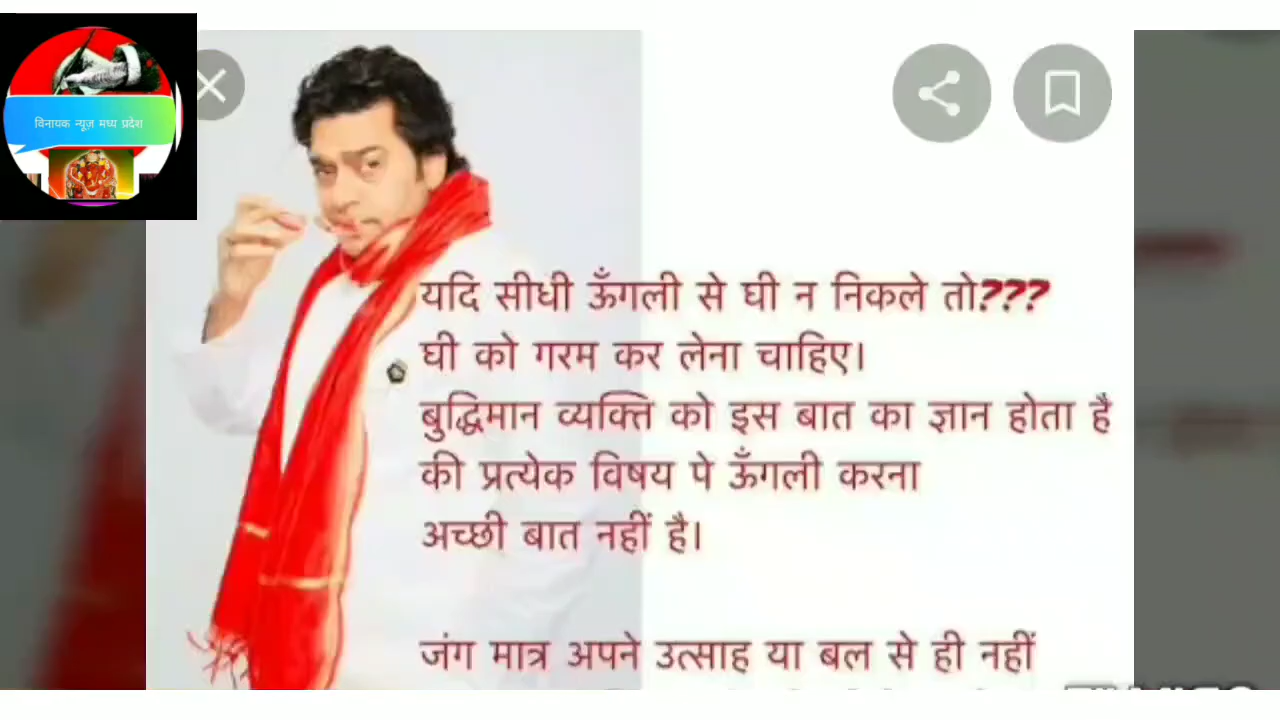 विनायक न्यूज़ मध्य प्रदेश
यदि सीधी ऊँगली से घी न निकले तो???
घी को गरम कर लेना चाहिए।
बुद्धिमान व्यक्ति को इस बात का ज्ञान होता है
की प्रत्येक विषय पे ऊँगली करना
अच्छी बात नहीं है।
जंग मात्र अपने उत्साह या बल से ही नहीं